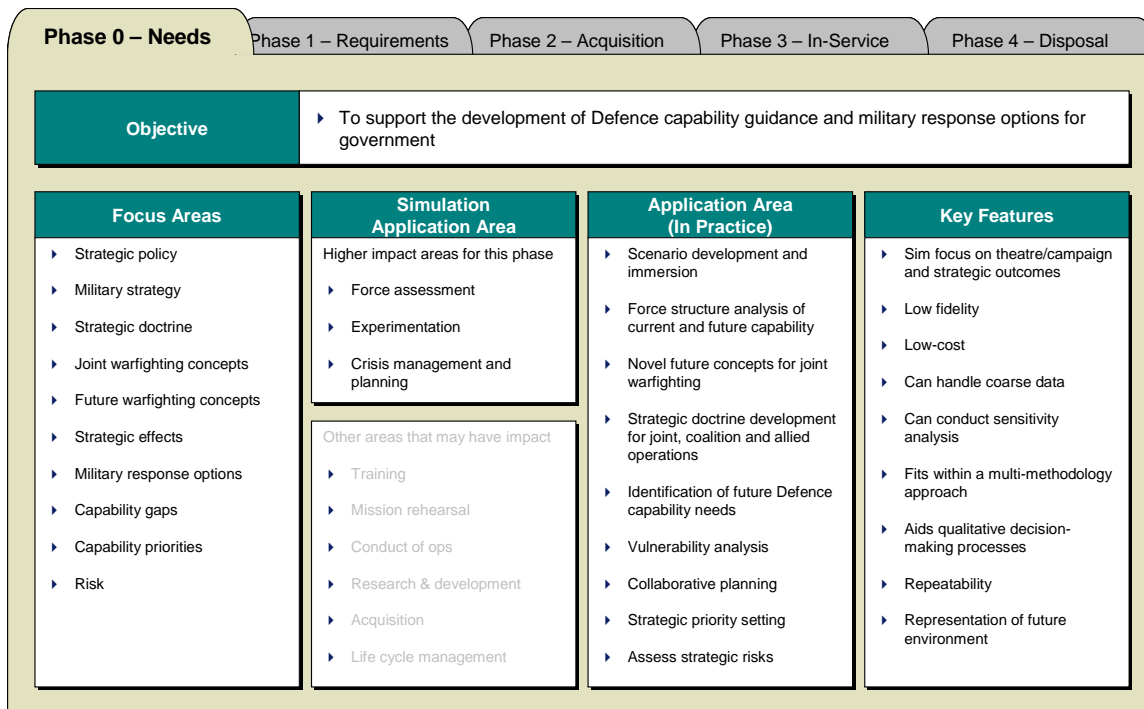 Phase 0 – Needs
Phase 1 – Requirements
Phase 2 – Acquisition
Phase 3 – In-Service
Phase 4 – Disposal
Objective
To support the development of Defence capability guidance and military response options for
government
Focus Areas
Strategic policy
Military strategy
Strategic doctrine
Joint warfighting concepts
Future warfighting concepts
Strategic effects
Military response options
Capability gaps
Capability priorities
Risk
Simulation
Application Area
Higher impact areas for this phase
Force assessment
Experimentation
Crisis management and
planning
Other areas that may have impact
Training
Mission rehearsal
Conduct of ops
Research & development
Acquisition
Life cycle management
Application Area
(In Practice)
Scenario development and
immersion
Force structure analysis of
current and future capability
Novel future concepts for joint
warfighting
Strategic doctrine development
for joint, coalition and allied
operations
Identification of future Defence
capability needs
Vulnerability analysis
Collaborative planning
Strategic priority setting
Assess strategic risks
Key Features
Sim focus on theatre/campaign
and strategic outcomes
Low fidelity
Low-cost
Can handle coarse data
Can conduct sensitivity
analysis
Fits within a multi-methodology
approach
Aids qualitative decision-
making processes
Repeatability
Representation of future
environment